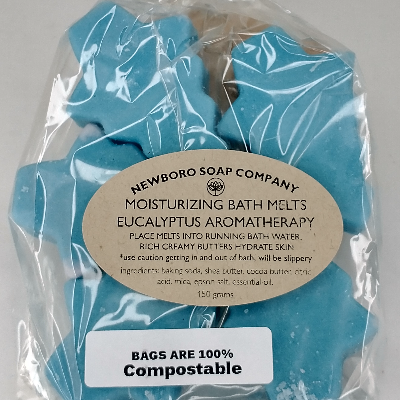 NEWBORO SOAP COMPANY
MOISTURIZING BATH MELTS
EUCALYPTUS AROMATHERAPY
PLACE MELTS INTO RUNNING BATH WATER,
RICH CREAMY BUTTERS HYDRATE SKIN
*use caution getting in and out of bath, will be slippery
ingredients: baking soda, shea butter, cocoa butter, citric
acid, mica, epsom salt, essential oil.
150 grams
BAGS ARE 100%
Compostable